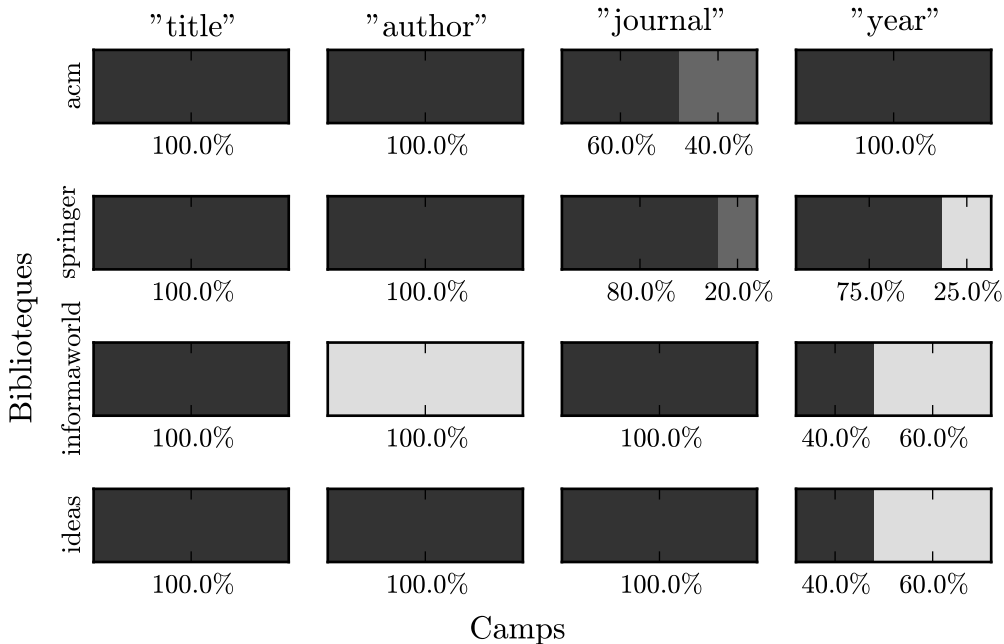 "title" "author" "journal" "year"
acm
100.0% 100.0% 60.0% 40.0% 100.0%
springer
100.0% 100.0% 80.0% 20.0% 75.0% 25.0%
Biblioteques
informaworld
100.0% 100.0% 100.0% 40.0% 60.0%
ideas
100.0% 100.0% 100.0% 40.0% 60.0%
Camps